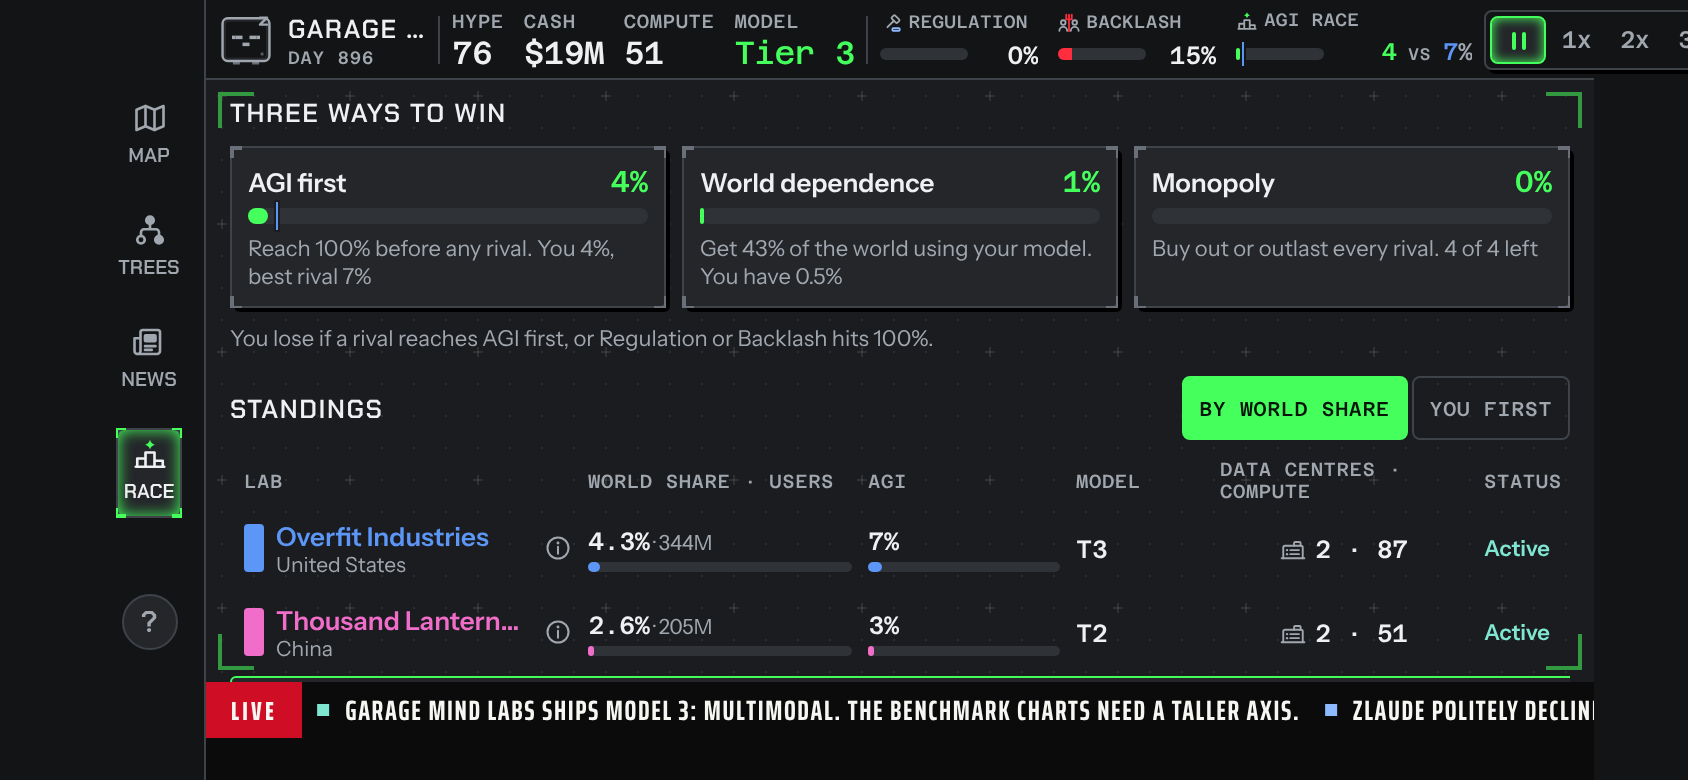 GARAGE ...
DAY 896
HYPE
76
CASH
$19M
COMPUTE
51
MODEL
Tier 3
REGULATION
0%
BACKLASH
15%
AGI RACE
4 VS 7%
1x
2x
3
MAP
TREES
NEWS
RACE
?
THREE WAYS TO WIN
AGI first 4%
Reach 100% before any rival. You 4%,
best rival 7%
World dependence 1%
Get 43% of the world using your model.
You have 0.5%
Monopoly 0%
Buy out or outlast every rival. 4 of 4 left
You lose if a rival reaches AGI first, or Regulation or Backlash hits 100%.
STANDINGS
BY WORLD SHARE
YOU FIRST
LAB
WORLD SHARE · USERS
AGI
MODEL
DATA CENTRES ·
COMPUTE
STATUS
Overfit Industries
United States
4.3%·344M
7%
T3
2 · 87
Active
Thousand Lantern...
China
2.6%·205M
3%
T2
2 · 51
Active
LIVE
GARAGE MIND LABS SHIPS MODEL 3: MULTIMODAL. THE BENCHMARK CHARTS NEED A TALLER AXIS.
ZLAUDE POLITELY